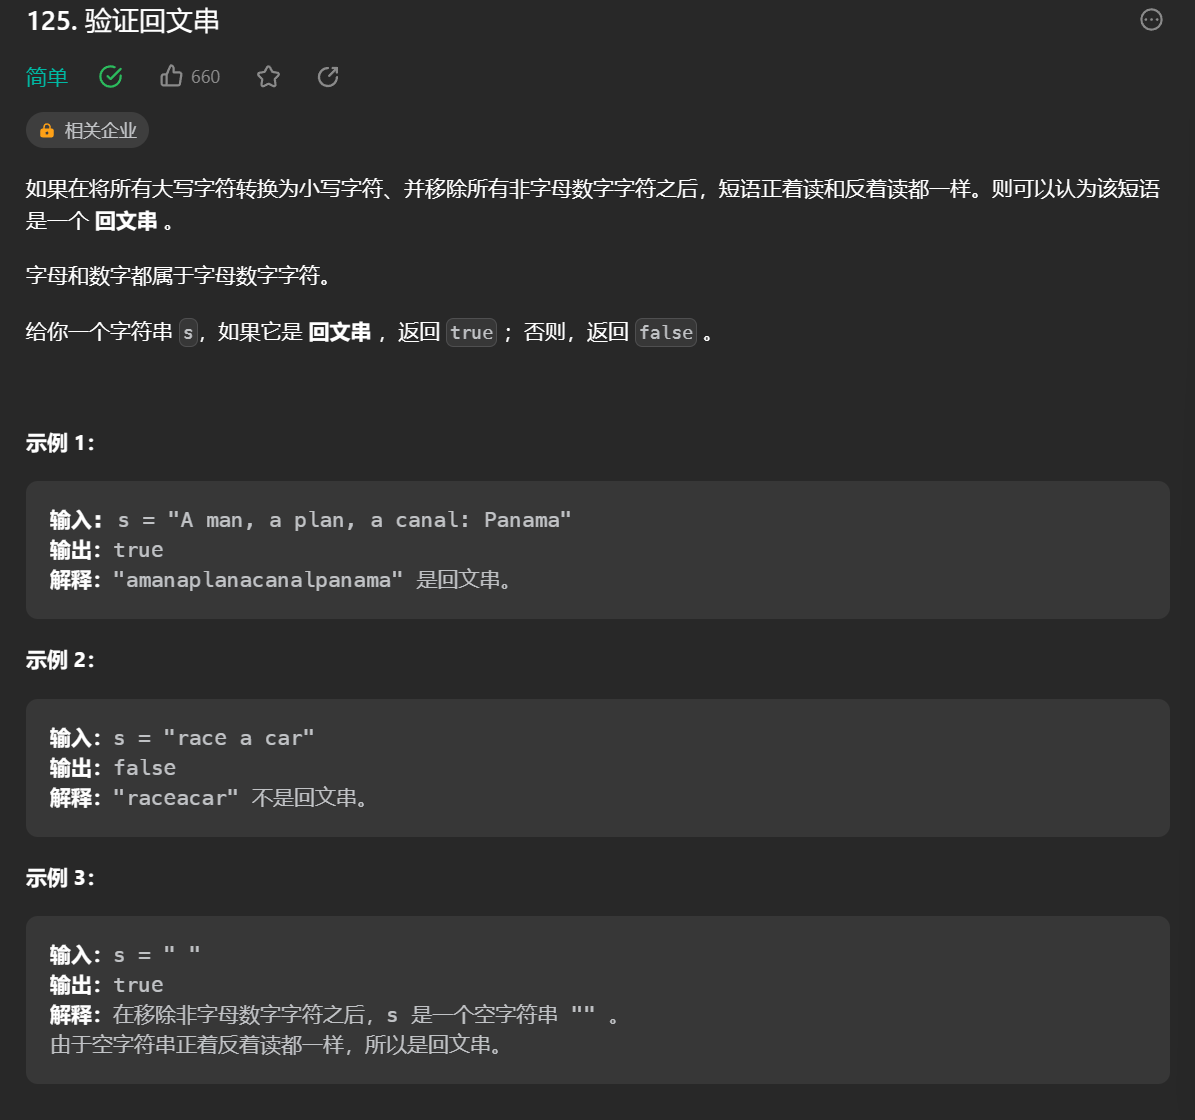 125. 验证回文串
简单 660
相关企业
如果在将所有大写字符转换为小写字符、并移除所有非字母数字字符之后，短语正着读和反着读都一样。则可以认为该短语
是一个 回文串 。
字母和数字都属于字母数字字符。
给你一个字符串 s，如果它是 回文串 ，返回 true ；否则，返回 false 。
示例 1：
输入: s = "A man, a plan, a canal: Panama"
输出：true
解释："amanaplanacanalpanama" 是回文串。
示例 2：
输入：s = "race a car"
输出：false
解释："raceacar" 不是回文串。
示例 3：
输入：s = " "
输出：true
解释：在移除非字母数字字符之后，s 是一个空字符串 "" 。
由于空字符串正着反着读都一样，所以是回文串。